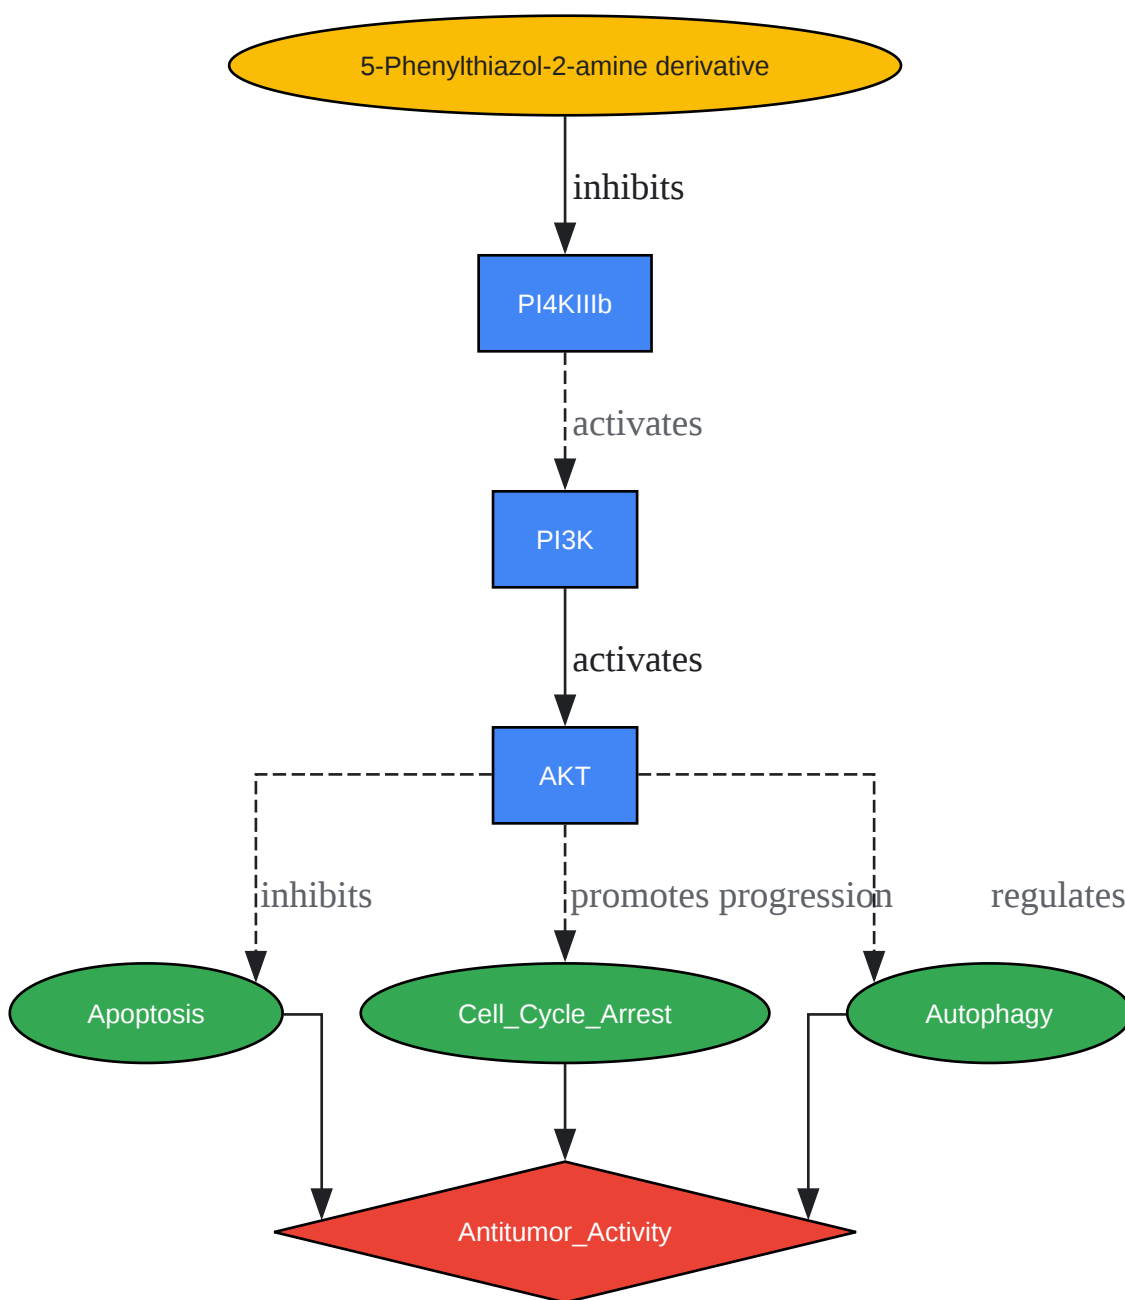 5-Phenylthiazol-2-amine derivative
inhibits
PI4KIIIb
activates
PI3K
activates
AKT
inhibits
promotes progression
regulates
Apoptosis
Cell_Cycle_Arrest
Autophagy
Antitumor_Activity